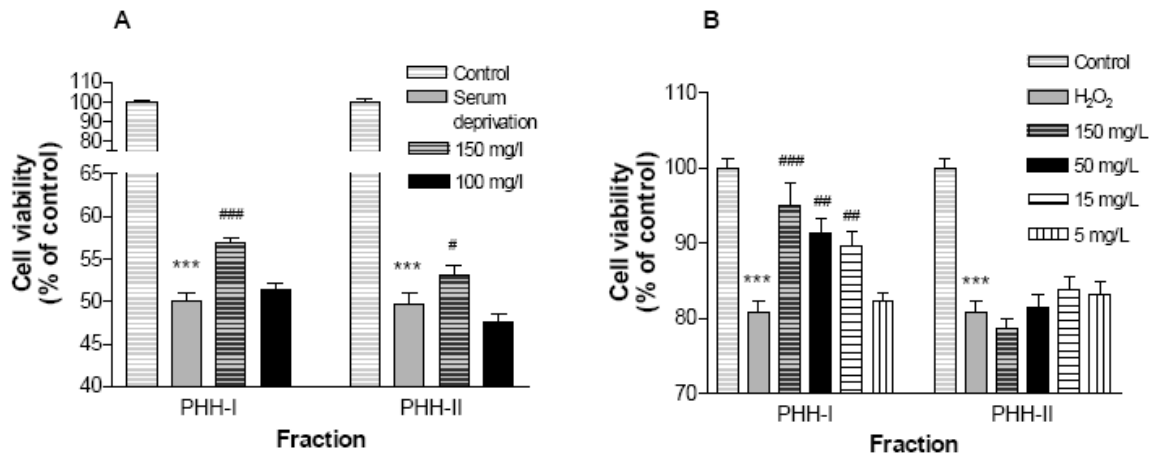 A
Control
Serum
deprivation
150 mg/l
100 mg/l
110
100
90
80
65
60
55
50
45
40
Cell viability
(% of control)
***
###
***
#
PHH-I
PHH-II
Fraction
B
Control
H₂O₂
150 mg/L
50 mg/L
15 mg/L
5 mg/L
100
90
80
70
Cell viability
(% of control)
***
###
##
##
***
PHH-I
PHH-II
Fraction